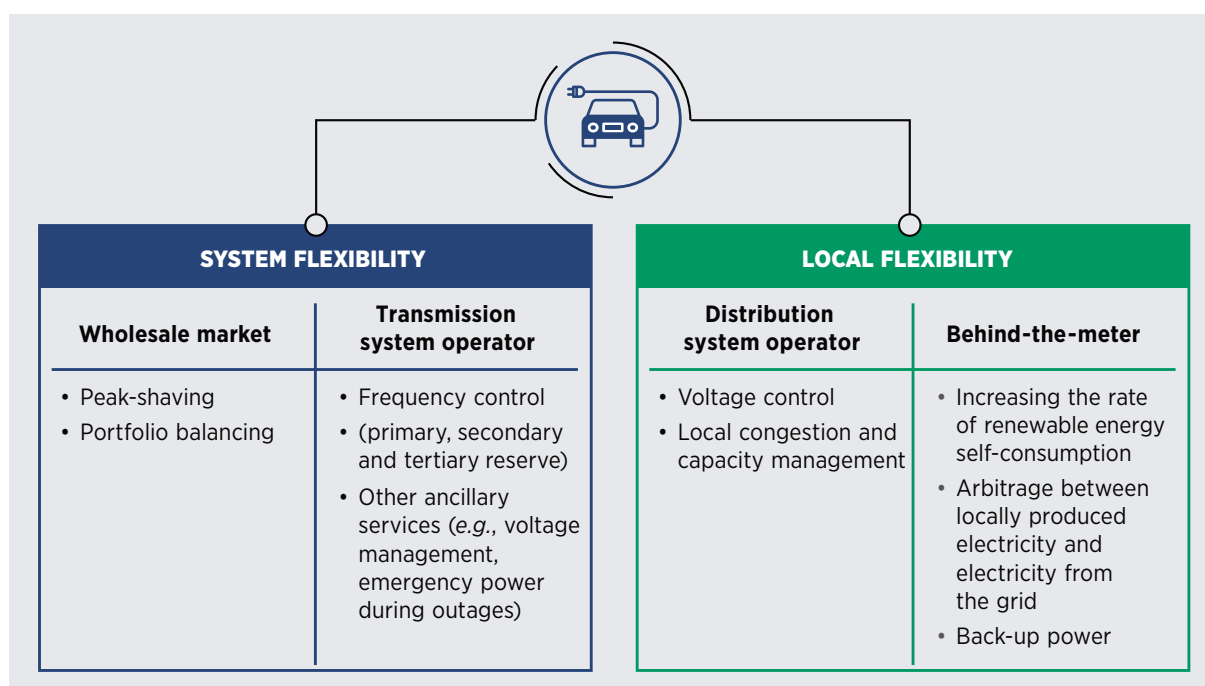 SYSTEM FLEXIBILITY
Wholesale market
• Peak-shaving
• Portfolio balancing
Transmission
system operator
• Frequency control
• (primary, secondary
and tertiary reserve)
• Other ancillary
services (e.g., voltage
management,
emergency power
during outages)
LOCAL FLEXIBILITY
Distribution
system operator
• Voltage control
• Local congestion and
capacity management
Behind-the-meter
• Increasing the rate
of renewable energy
self-consumption
• Arbitrage between
locally produced
electricity and
electricity from
the grid
• Back-up power